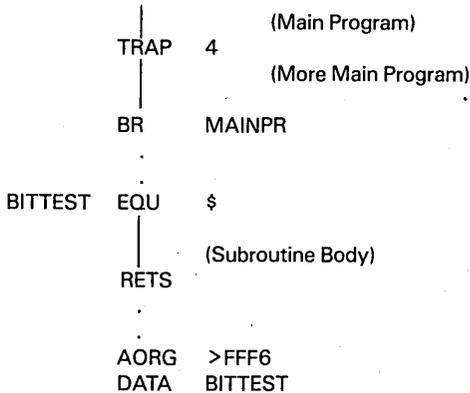 (Main Program)
TRAP 4
(More Main Program)
BR MAINPR
.
.
BITTEST EQU $
(Subroutine Body)
RETS
.
.
AORG >FFF6
DATA BITTEST